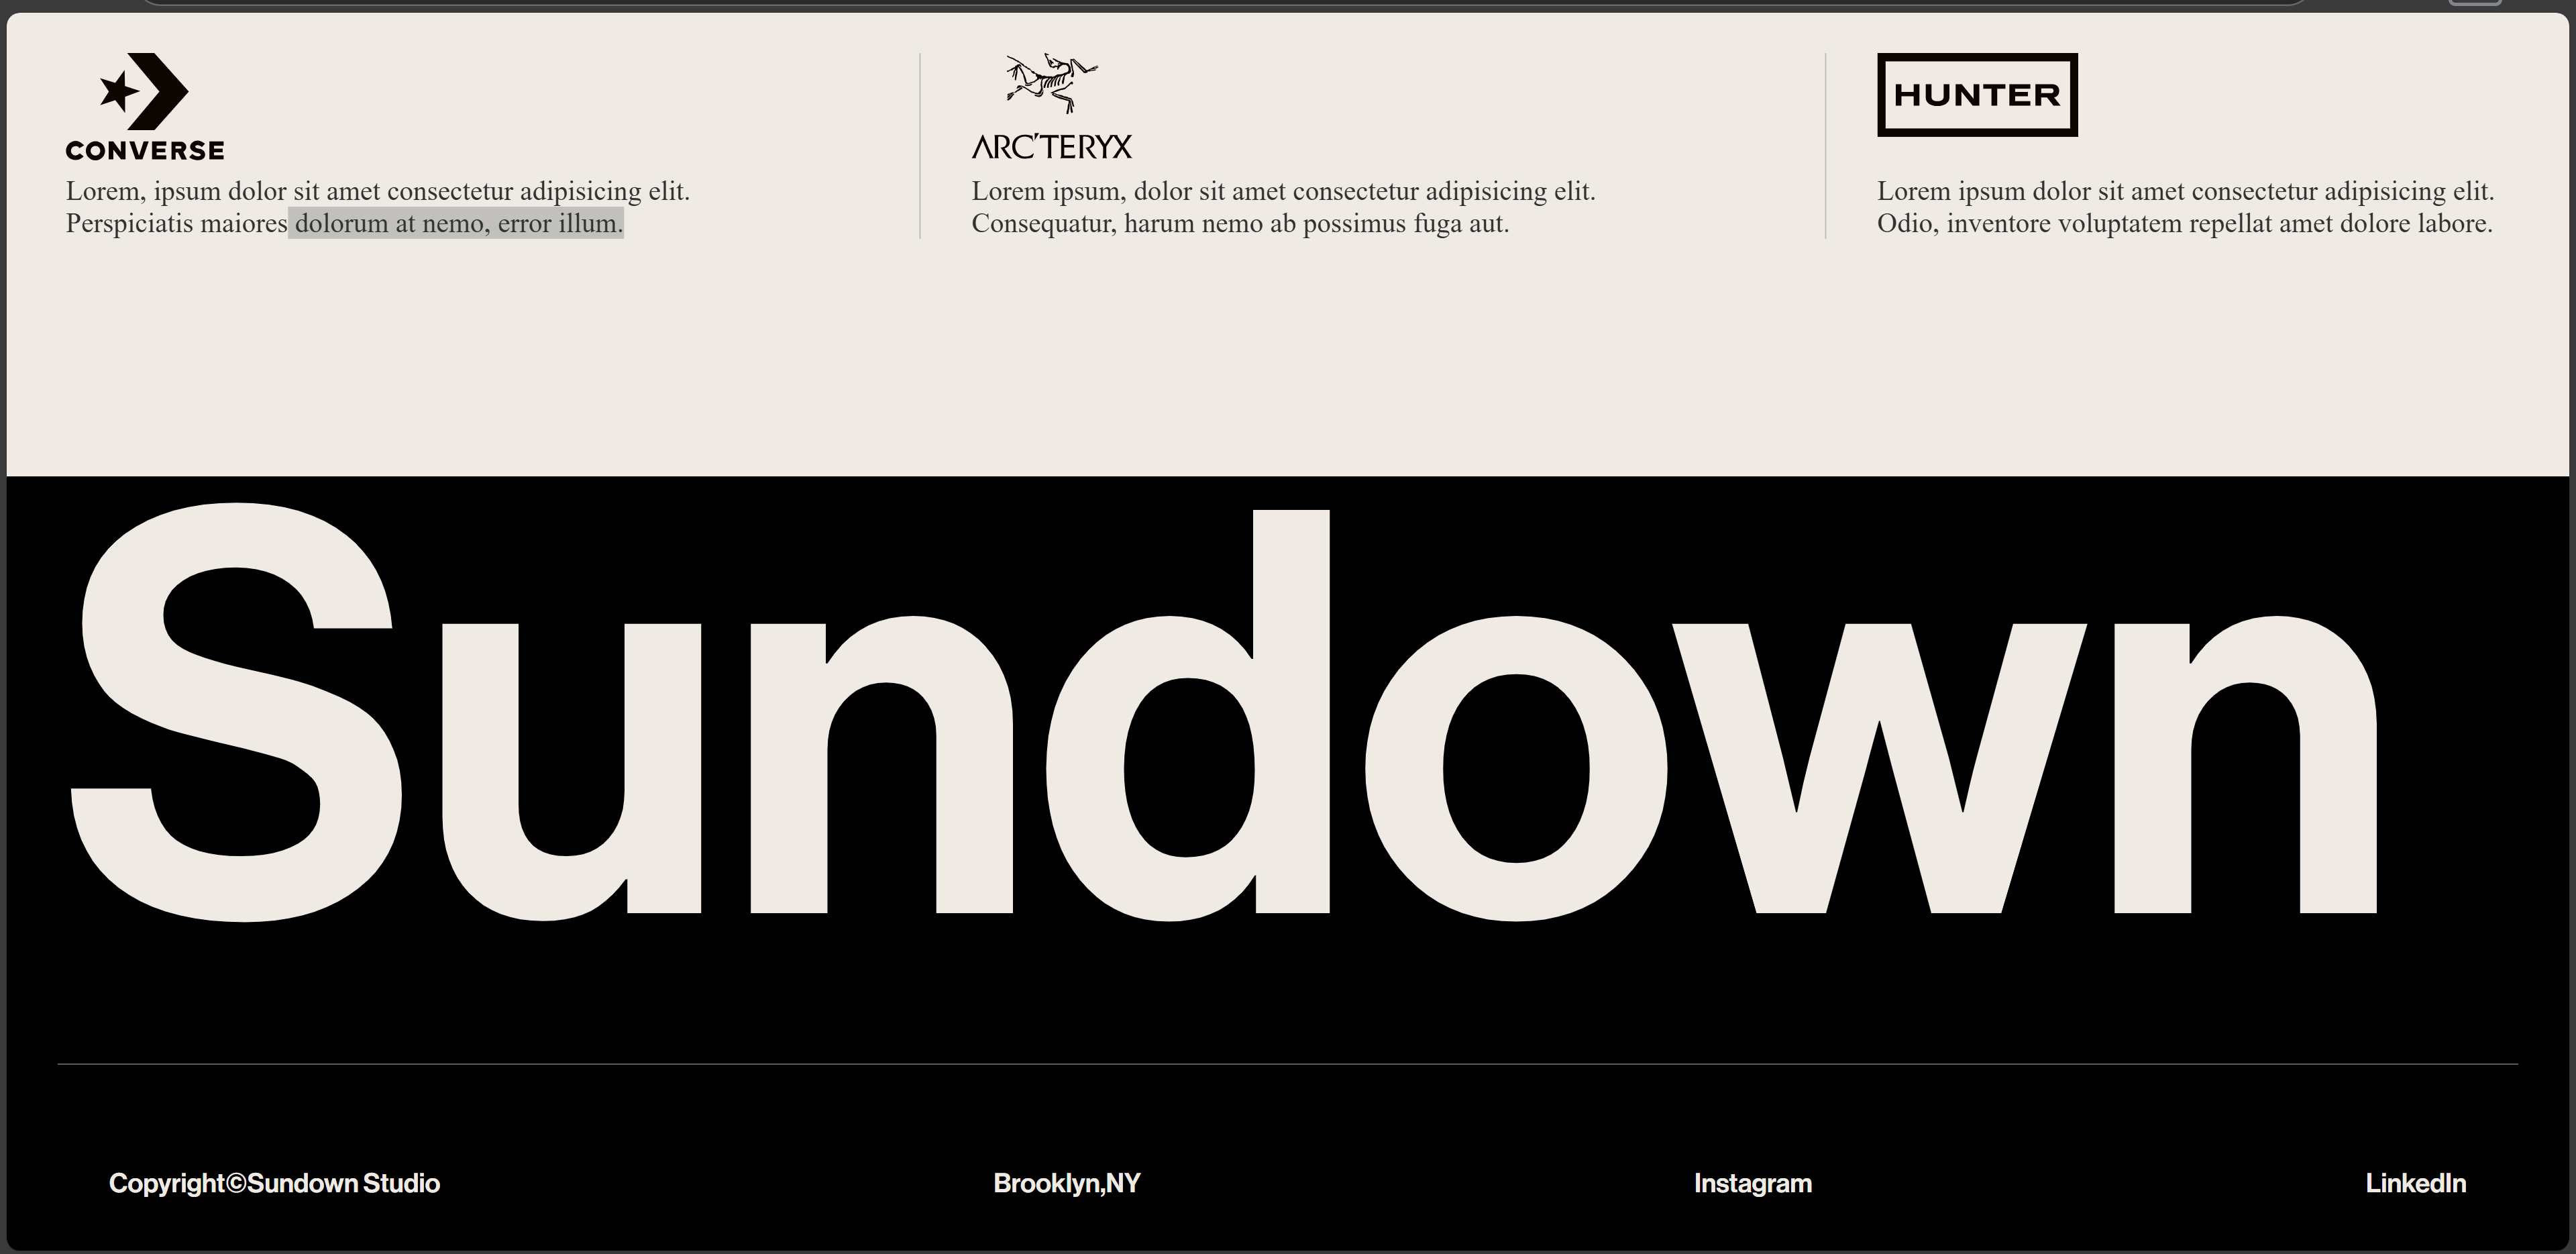 CONVERSE
Lorem, ipsum dolor sit amet consectetur adipisicing elit.
Perspiciatis maiores dolorum at nemo, error illum.
ARC'TERYX
Lorem ipsum, dolor sit amet consectetur adipisicing elit.
Consequatur, harum nemo ab possimus fuga aut.
HUNTER
Lorem ipsum dolor sit amet consectetur adipisicing elit.
Odio, inventore voluptatem repellat amet dolore labore.
Sundown
Copyright©Sundown Studio
Brooklyn,NY
Instagram
LinkedIn